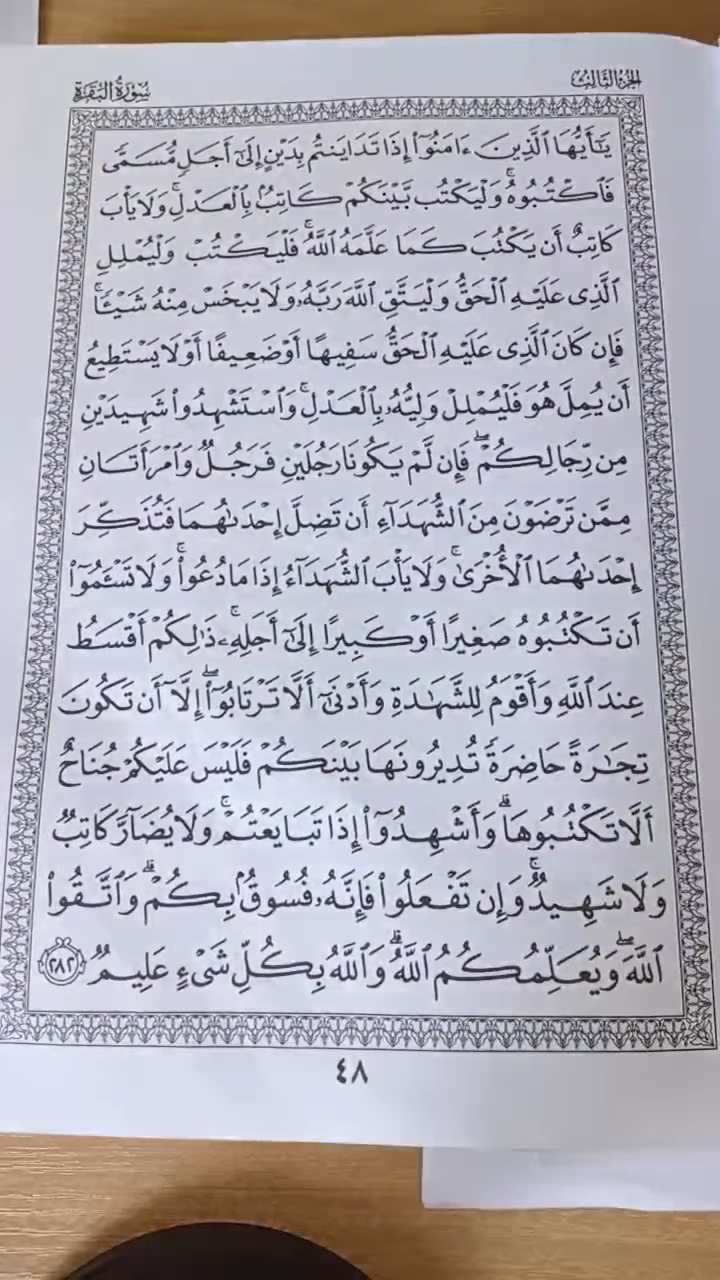 الجزء الثالث
سورة البقرة
يَٰٓأَيُّهَا ٱلَّذِينَ ءَامَنُوٓا۟ إِذَا تَدَايَنتُم بِدَيْنٍ إِلَىٰٓ أَجَلٍ مُّسَمًّى
فَٱكْتُبُوهُ ۚ وَلْيَكْتُب بَّيْنَكُمْ كَاتِبٌۢ بِٱلْعَدْلِ ۚ وَلَا يَأْبَ
كَاتِبٌ أَن يَكْتُبَ كَمَا عَلَّمَهُ ٱللَّهُ ۚ فَلْيَكْتُبْ وَلْيُمْلِلِ
ٱلَّذِى عَلَيْهِ ٱلْحَقُّ وَلْيَتَّقِ ٱللَّهَ رَبَّهُۥ وَلَا يَبْخَسْ مِنْهُ شَيْـًٔا ۚ
فَإِن كَانَ ٱلَّذِى عَلَيْهِ ٱلْحَقُّ سَفِيهًا أَوْ ضَعِيفًا أَوْ لَا يَسْتَطِيعُ
أَن يُمِلَّ هُوَ فَلْيُمْلِلْ وَلِيُّهُۥ بِٱلْعَدْلِ ۚ وَٱسْتَشْهِدُوا۟ شَهِيدَيْنِ
مِن رِّجَالِكُمْ ۖ فَإِن لَّمْ يَكُونَا رَجُلَيْنِ فَرَجُلٌ وَٱمْرَأَتَانِ
مِمَّن تَرْضَوْنَ مِنَ ٱلشُّهَدَآءِ أَن تَضِلَّ إِحْدَىٰهُمَا فَتُذَكِّرَ
إِحْدَىٰهُمَا ٱلْأُخْرَىٰ ۚ وَلَا يَأْبَ ٱلشُّهَدَآءُ إِذَا مَا دُعُوا۟ ۚ وَلَا تَسْـَٔمُوٓا۟
أَن تَكْتُبُوهُ صَغِيرًا أَوْ كَبِيرًا إِلَىٰٓ أَجَلِهِۦ ۚ ذَٰلِكُمْ أَقْسَطُ
عِندَ ٱللَّهِ وَأَقْوَمُ لِلشَّهَٰدَةِ وَأَدْنَىٰٓ أَلَّا تَرْتَابُوٓا۟ ۖ إِلَّآ أَن تَكُونَ
تِجَٰرَةً حَاضِرَةً تُدِيرُونَهَا بَيْنَكُمْ فَلَيْسَ عَلَيْكُمْ جُنَاحٌ
أَلَّا تَكْتُبُوهَا ۗ وَأَشْهِدُوٓا۟ إِذَا تَبَايَعْتُمْ ۚ وَلَا يُضَآرَّ كَاتِبٌ
وَلَا شَهِيدٌ ۚ وَإِن تَفْعَلُوا۟ فَإِنَّهُۥ فُسُوقٌۢ بِكُمْ ۗ وَٱتَّقُوا۟
ٱللَّهَ ۖ وَيُعَلِّمُكُمُ ٱللَّهُ ۗ وَٱللَّهُ بِكُلِّ شَىْءٍ عَلِيمٌ ٢٨٢
٤٨